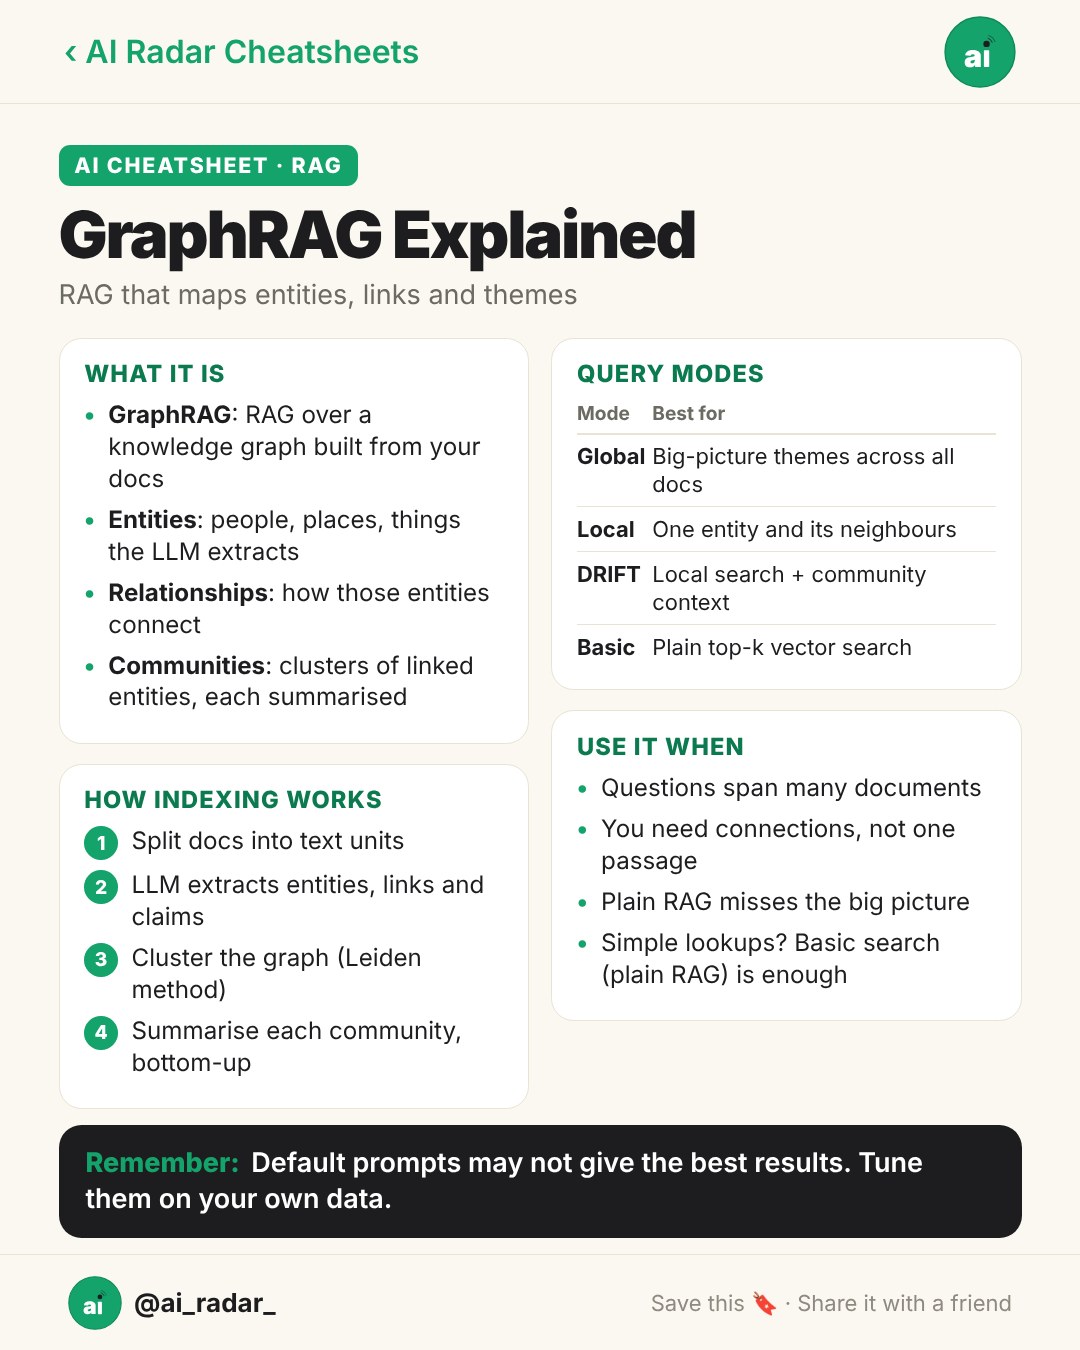 ‹ AI Radar Cheatsheets
ai
AI CHEATSHEET · RAG
GraphRAG Explained
RAG that maps entities, links and themes
WHAT IT IS
• GraphRAG: RAG over a
knowledge graph built from your
docs
• Entities: people, places, things
the LLM extracts
• Relationships: how those entities
connect
• Communities: clusters of linked
entities, each summarised
HOW INDEXING WORKS
1 Split docs into text units
2 LLM extracts entities, links and
claims
3 Cluster the graph (Leiden
method)
4 Summarise each community,
bottom-up
QUERY MODES
Mode Best for
Global Big-picture themes across all
docs
Local One entity and its neighbours
DRIFT Local search + community
context
Basic Plain top-k vector search
USE IT WHEN
• Questions span many documents
• You need connections, not one
passage
• Plain RAG misses the big picture
• Simple lookups? Basic search
(plain RAG) is enough
Remember: Default prompts may not give the best results. Tune
them on your own data.
ai @ai_radar_
Save this 🔖 · Share it with a friend